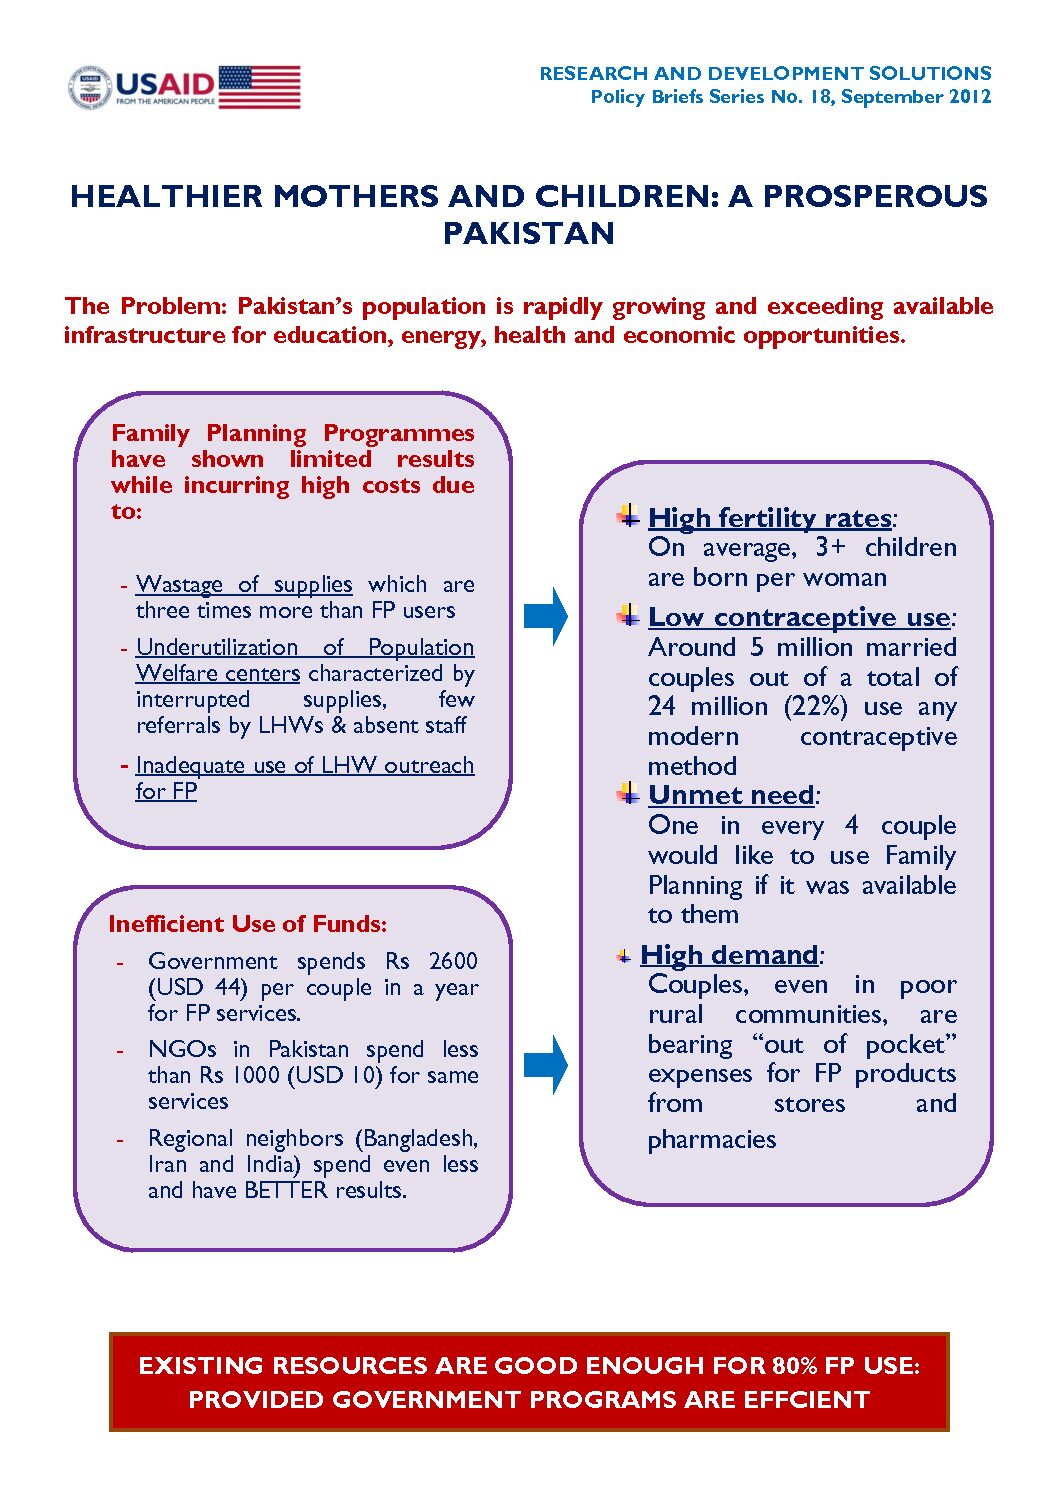 USAID
FROM THE AMERICAN PEOPLE
RESEARCH AND DEVELOPMENT SOLUTIONS
Policy Briefs Series No. 18, September 2012
HEALTHIER MOTHERS AND CHILDREN: A PROSPEROUS
PAKISTAN
The Problem: Pakistan's population is rapidly growing and exceeding available
infrastructure for education, energy, health and economic opportunities.
Family Planning Programmes
have shown limited results
while incurring high costs due
to:
- Wastage of supplies which are
three times more than FP users
- Underutilization of Population
Welfare centers characterized by
interrupted supplies, few
referrals by LHWs & absent staff
- Inadequate use of LHW outreach
for FP
Inefficient Use of Funds:
- Government spends Rs 2600
(USD 44) per couple in a year
for FP services.
- NGOs in Pakistan spend less
than Rs 1000 (USD 10) for same
services
- Regional neighbors (Bangladesh,
Iran and India) spend even less
and have BETTER results.
High fertility rates:
On average, 3+ children
are born per woman
Low contraceptive use:
Around 5 million married
couples out of a total of
24 million (22%) use any
modern contraceptive
method
Unmet need:
One in every 4 couple
would like to use Family
Planning if it was available
to them
High demand:
Couples, even in poor
rural communities, are
bearing "out of pocket"
expenses for FP products
from stores and
pharmacies
EXISTING RESOURCES ARE GOOD ENOUGH FOR 80% FP USE:
PROVIDED GOVERNMENT PROGRAMS ARE EFFCIENT